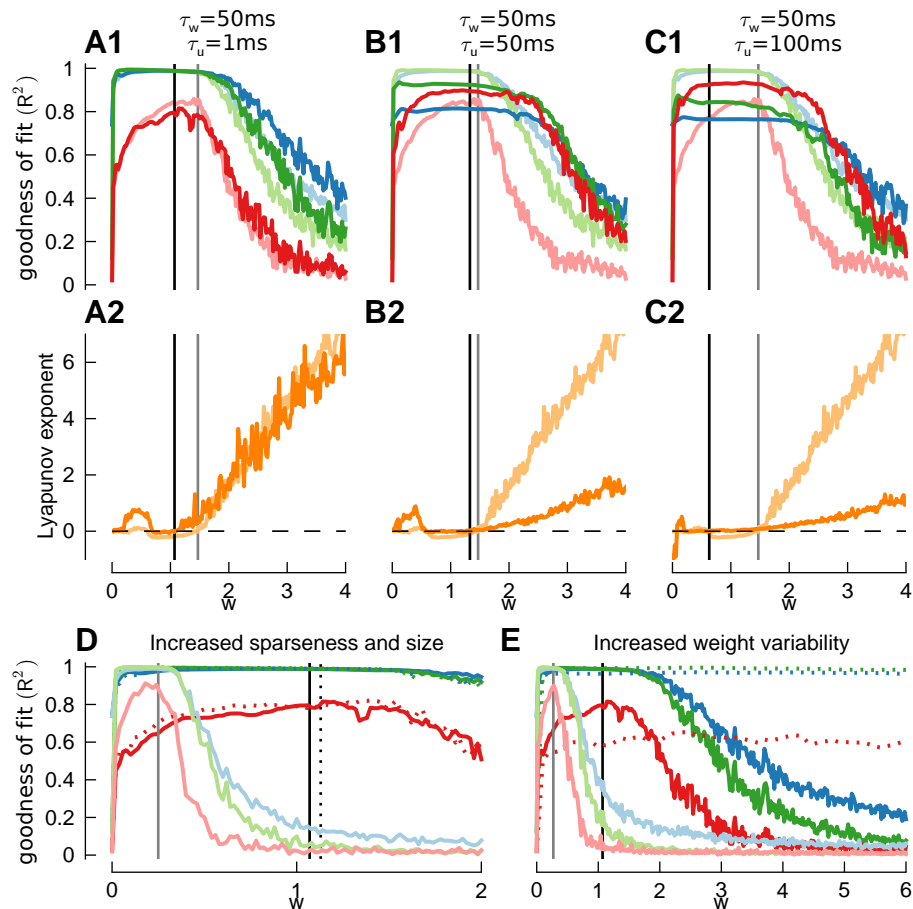 τw=50ms τw=50ms τw=50ms
A1 τu=1ms B1 τu=50ms C1 τu=100ms
goodness of fit (R²)
1
0.8
0.6
0.4
0.2
0
A2 B2 C2
Lyapunov exponent
6
4
2
0
0 1 2 3 4 0 1 2 3 4 0 1 2 3 4
w̅ w̅ w̅
D Increased sparseness and size E Increased weight variability
goodness of fit (R²)
1
0.8
0.6
0.4
0.2
0
0 1 2 0 1 2 3 4 5 6
w̅ w̅